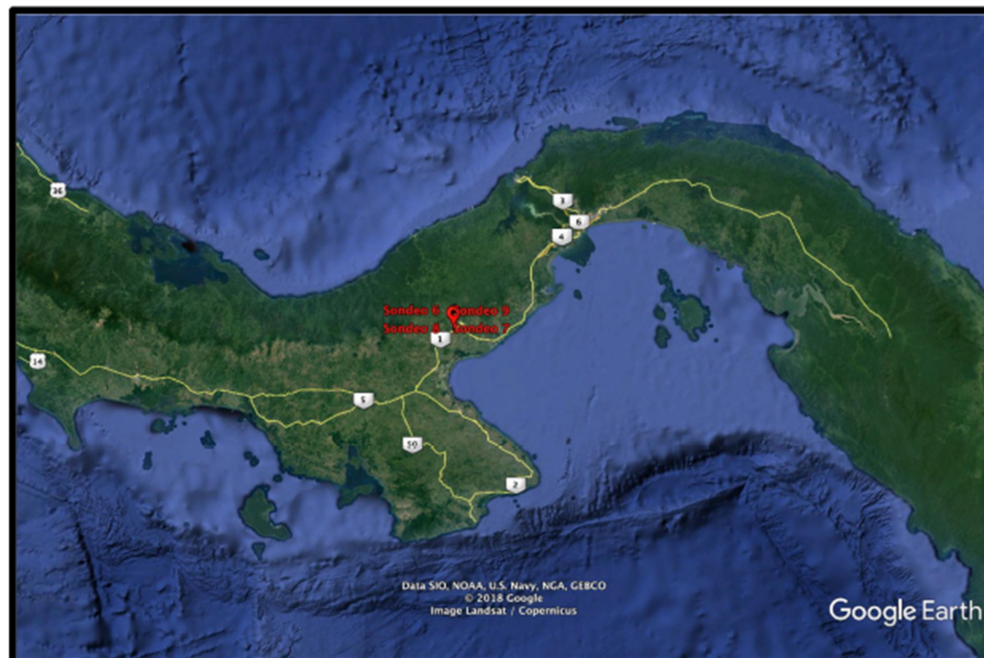 36
3
6
4
Sondeo 6 Sondeo 9
Sondeo 8 Sondeo 7
1
14
5
50
2
Data SIO, NOAA, U.S. Navy, NGA, GEBCO
© 2018 Google
Image Landsat / Copernicus
Google Earth